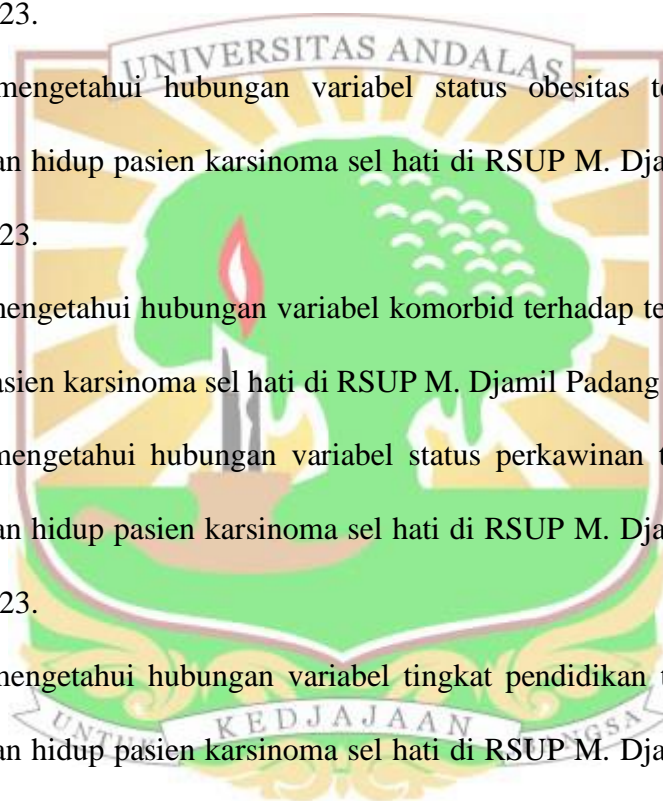 23.
UNIVERSITAS ANDALAS
mengetahui hubungan variabel status obesitas te
an hidup pasien karsinoma sel hati di RSUP M. Dja
23.
mengetahui hubungan variabel komorbid terhadap te
asien karsinoma sel hati di RSUP M. Djamil Padang
mengetahui hubungan variabel status perkawinan t
an hidup pasien karsinoma sel hati di RSUP M. Dja
23.
mengetahui hubungan variabel tingkat pendidikan t
UNTUK KEDJAJAAN BANGSA
an hidup pasien karsinoma sel hati di RSUP M. Dja